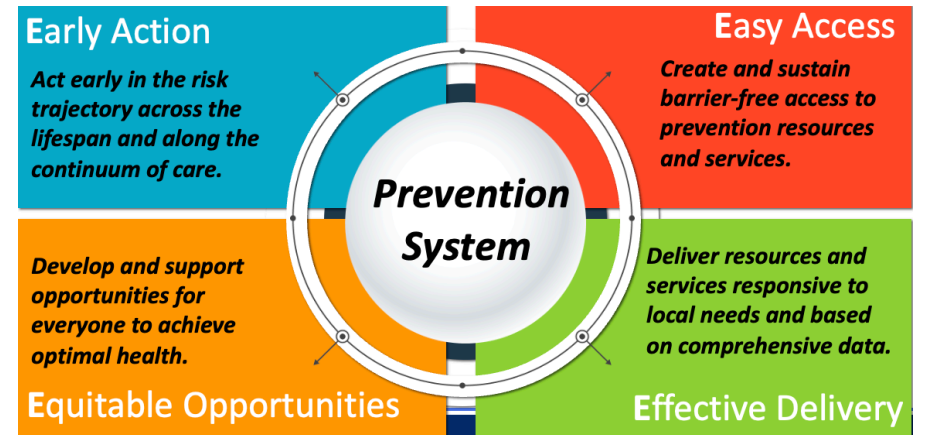 Early Action
Act early in the risk
trajectory across the
lifespan and along the
continuum of care.
Easy Access
Create and sustain
barrier-free access to
prevention resources
and services.
Prevention
System
Develop and support
opportunities for
everyone to achieve
optimal health.
Equitable Opportunities
Deliver resources and
services responsive to
local needs and based
on comprehensive data.
Effective Delivery